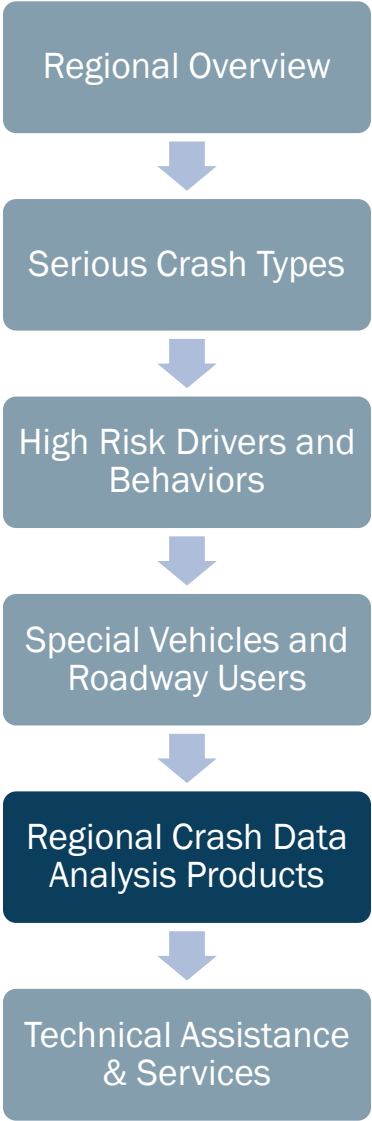 Regional Overview
Serious Crash Types
High Risk Drivers and
Behaviors
Special Vehicles and
Roadway Users
Regional Crash Data
Analysis Products
Technical Assistance
& Services